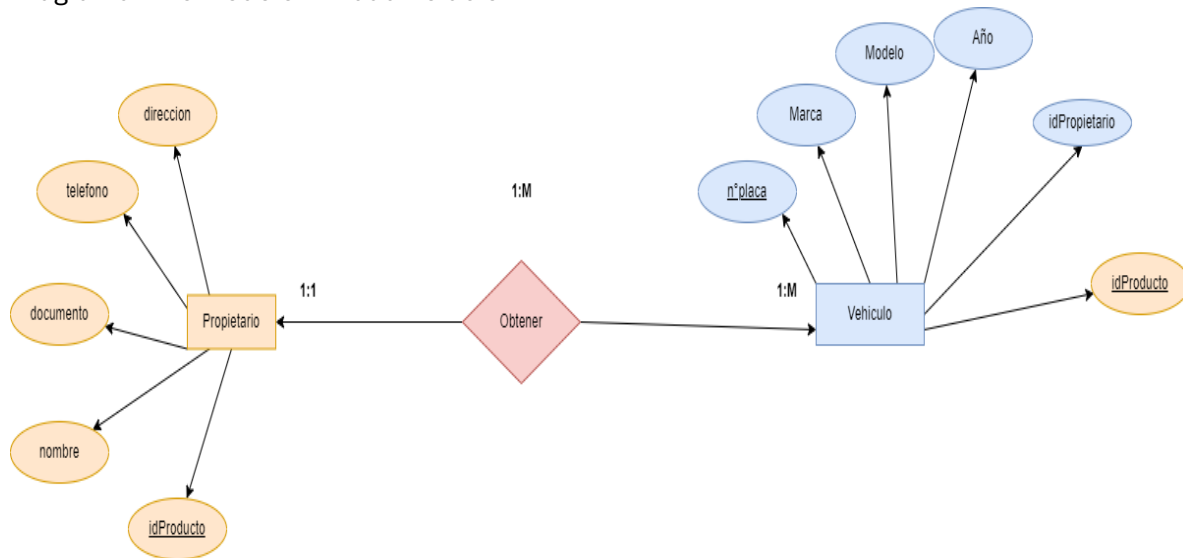 direccion
telefono
documento
nombre
idProducto
Propietario
1:1
1:M
Obtener
1:M
Vehiculo
n°placa
Marca
Modelo
Año
idPropietario
idProducto